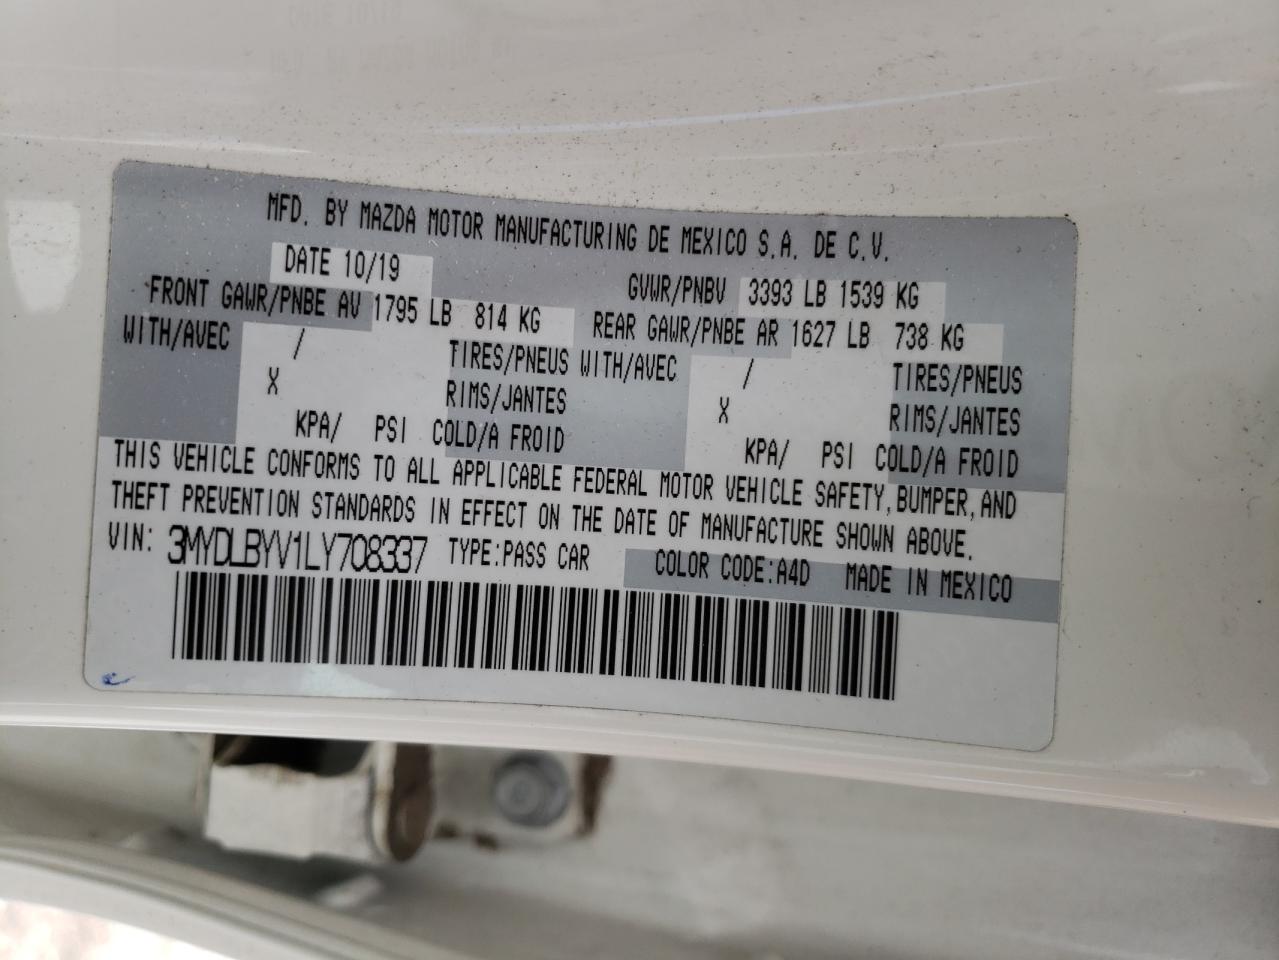 MFD. BY MAZDA MOTOR MANUFACTURING DE MEXICO S.A. DE C.V.
DATE 10/19 GVWR/PNBV 3393 LB 1539 KG
FRONT GAWR/PNBE AV 1795 LB 814 KG REAR GAWR/PNBE AR 1627 LB 738 KG
WITH/AVEC / TIRES/PNEUS WITH/AVEC / TIRES/PNEUS
X RIMS/JANTES X RIMS/JANTES
KPA/ PSI COLD/A FROID KPA/ PSI COLD/A FROID
THIS VEHICLE CONFORMS TO ALL APPLICABLE FEDERAL MOTOR VEHICLE SAFETY, BUMPER, AND
THEFT PREVENTION STANDARDS IN EFFECT ON THE DATE OF MANUFACTURE SHOWN ABOVE.
VIN: 3MYDLBYV1LY708337 TYPE:PASS CAR COLOR CODE:A4D MADE IN MEXICO